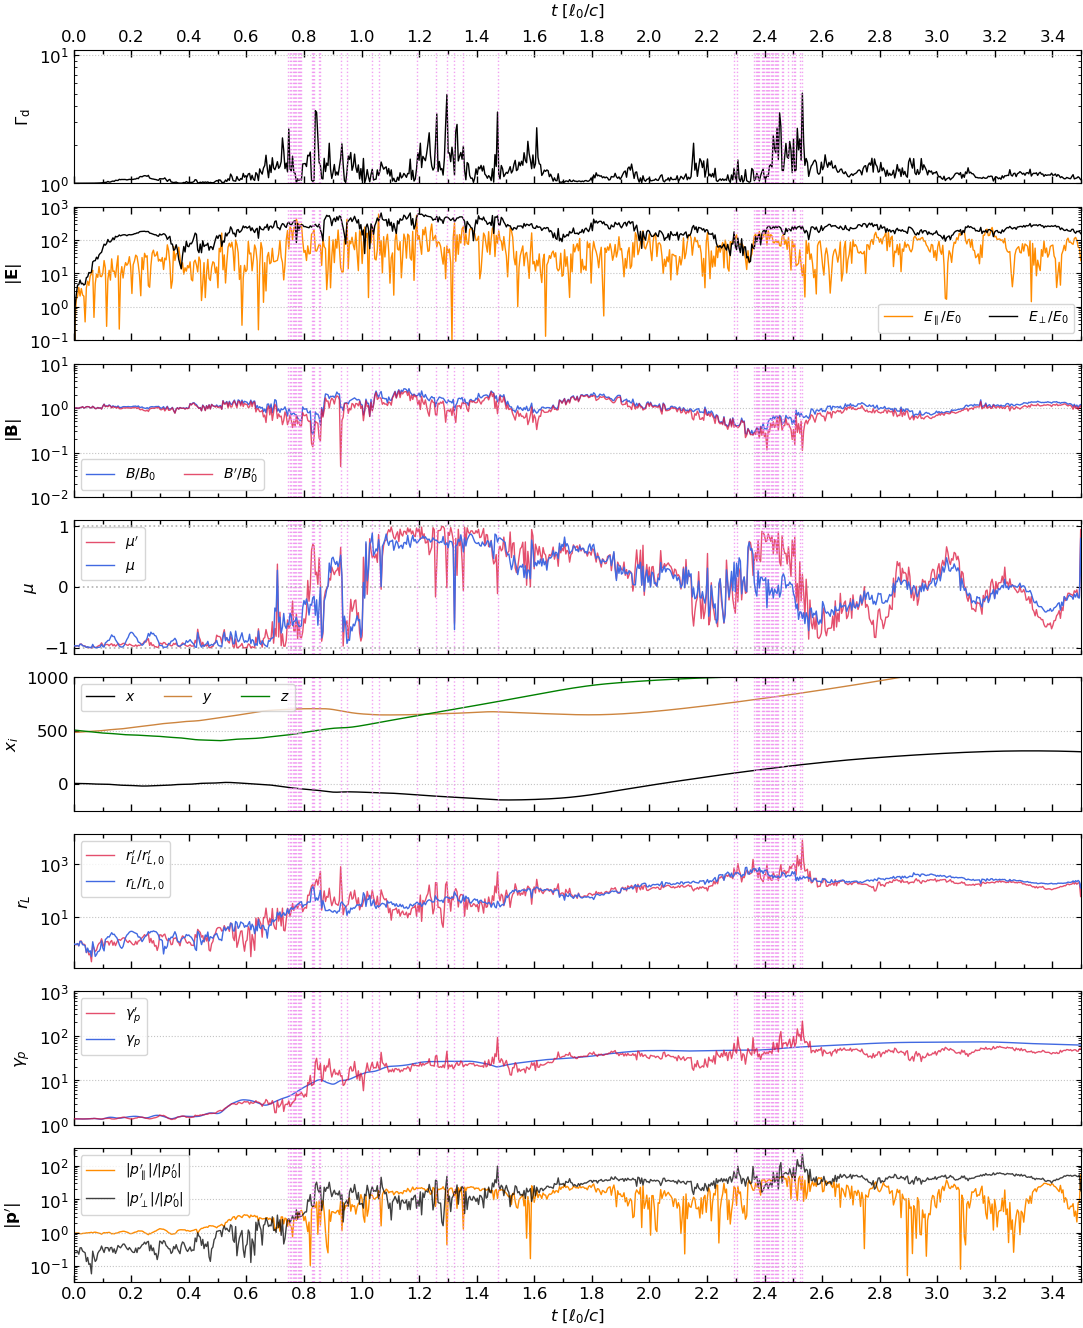 t [ℓ₀/c]
0.0 0.2 0.4 0.6 0.8 1.0 1.2 1.4 1.6 1.8 2.0 2.2 2.4 2.6 2.8 3.0 3.2 3.4
10¹
Γ_d
10⁰
10³
10²
|E|
10¹
10⁰
10⁻¹
E_∥/E₀ E_⊥/E₀
10¹
10⁰
|B|
10⁻¹
10⁻²
B/B₀ B′/B′₀
1
μ
0
−1
μ′
μ
1000
x_i
500
0
x y z
10³
r_L
10¹
r′_L/r′_L,0
r_L/r_L,0
10³
10²
γ_p
10¹
10⁰
γ′_p
γ_p
10²
10¹
|p′|
10⁰
10⁻¹
|p′_∥|/|p′₀|
|p′_⊥|/|p′₀|
0.0 0.2 0.4 0.6 0.8 1.0 1.2 1.4 1.6 1.8 2.0 2.2 2.4 2.6 2.8 3.0 3.2 3.4
t [ℓ₀/c]